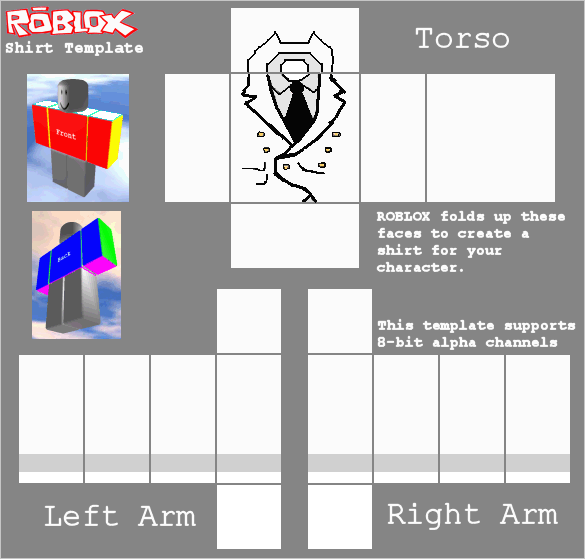 ROBLOX
Shirt Template
Torso
Front
Back
ROBLOX folds up these
faces to create a
shirt for your
character.
This template supports
8-bit alpha channels
Left Arm
Right Arm